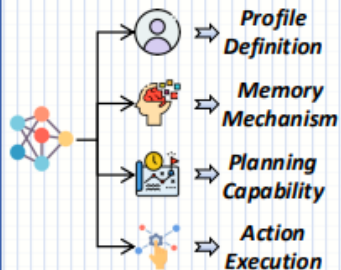 Profile
Definition
Memory
Mechanism
Planning
Capability
Action
Execution